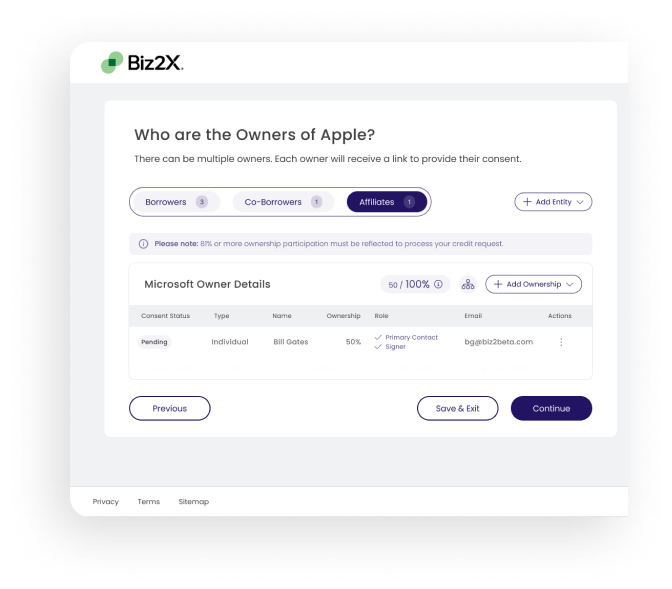 Biz2X.
Who are the Owners of Apple?
There can be multiple owners. Each owner will receive a link to provide their consent.
Borrowers 3 Co-Borrowers 1 Affiliates 1 + Add Entity
Please note: 81% or more ownership participation must be reflected to process your credit request.
Microsoft Owner Details 50 / 100% + Add Ownership
Consent Status Type Name Ownership Role Email Actions
Pending Individual Bill Gates 50% Primary Contact bg@biz2beta.com
Signer
Previous Save & Exit Continue
Privacy Terms Sitemap